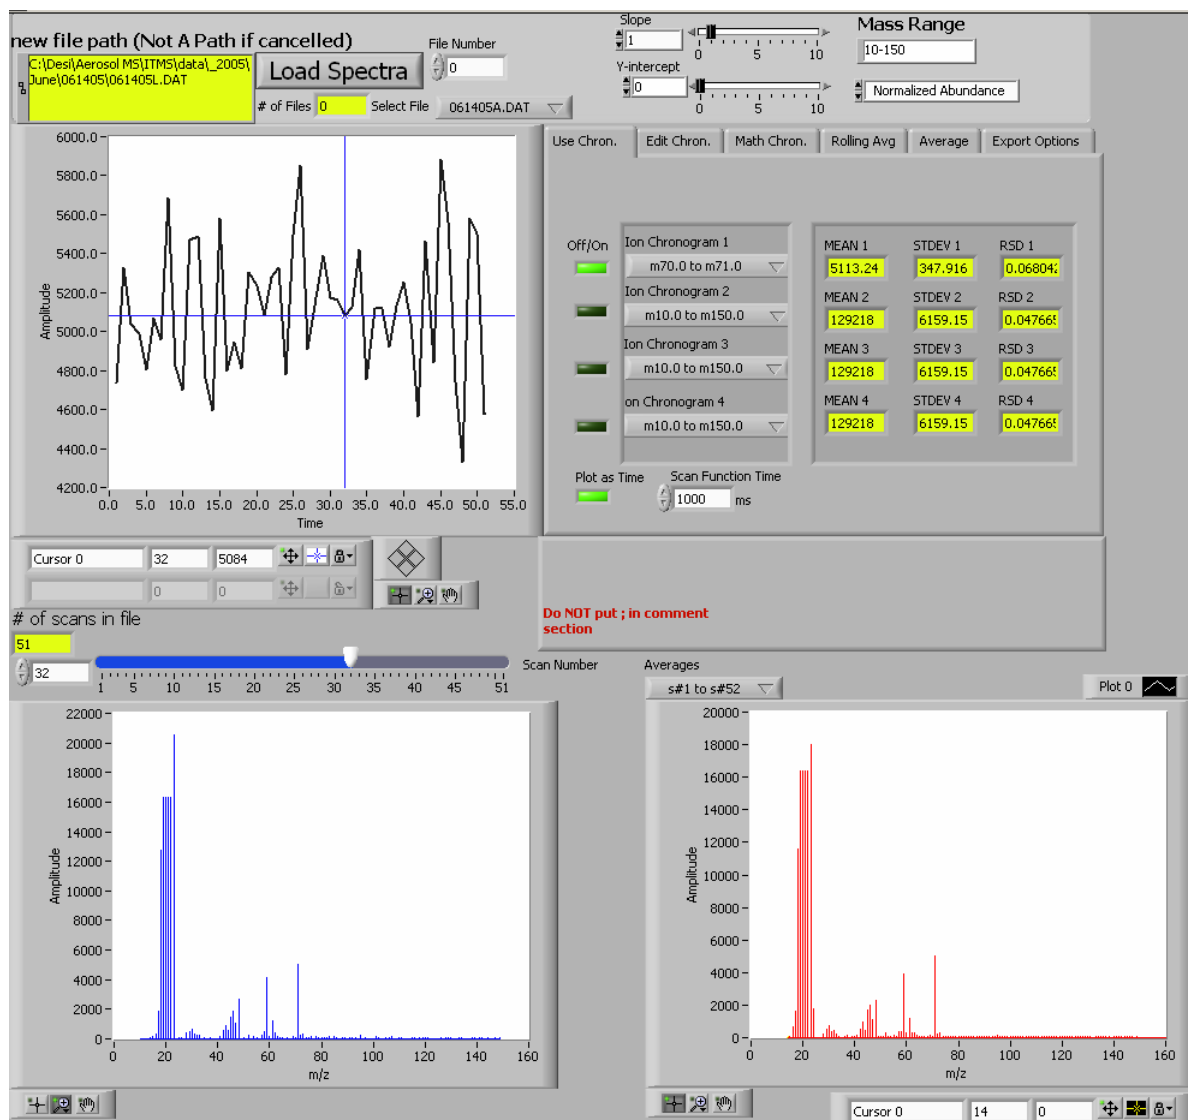 new file path (Not A Path if cancelled)
C:\Desi\Aerosol MS\ITMS\data\_2005\
June\061405\061405L.DAT
Load Spectra
File Number
0
# of Files 0 Select File 061405A.DAT
Slope
1
0 5 10
Y-intercept
0
0 5 10
Mass Range
10-150
Normalized Abundance
6000.0
5800.0
5600.0
5400.0
5200.0
5000.0
4800.0
4600.0
4400.0
4200.0
Amplitude
0.0 5.0 10.0 15.0 20.0 25.0 30.0 35.0 40.0 45.0 50.0 55.0
Time
Use Chron. Edit Chron. Math Chron. Rolling Avg Average Export Options
Off/On
Ion Chronogram 1
m70.0 to m71.0
Ion Chronogram 2
m10.0 to m150.0
Ion Chronogram 3
m10.0 to m150.0
on Chronogram 4
m10.0 to m150.0
MEAN 1 STDEV 1 RSD 1
5113.24 347.916 0.068042
MEAN 2 STDEV 2 RSD 2
129218 6159.15 0.047665
MEAN 3 STDEV 3 RSD 3
129218 6159.15 0.047665
MEAN 4 STDEV 4 RSD 4
129218 6159.15 0.047665
Plot as Time
Scan Function Time
1000 ms
Cursor 0 32 5084
0 0
Do NOT put ; in comment
section
# of scans in file
51
32
1 5 10 15 20 25 30 35 40 45 51
Scan Number
Averages
s#1 to s#52
Plot 0
22000
20000
18000
16000
14000
12000
10000
8000
6000
4000
2000
0
Amplitude
0 20 40 60 80 100 120 140 160
m/z
20000
18000
16000
14000
12000
10000
8000
6000
4000
2000
0
Amplitude
0 20 40 60 80 100 120 140 160
m/z
Cursor 0 14 0